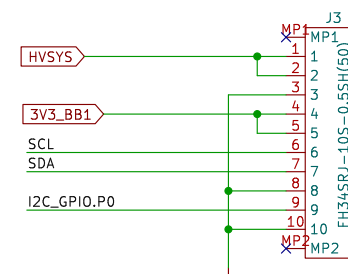 J3
MP1
MP1
HVSYS
1
1
2
2
3
3
3V3_BB1
4
4
5
5
SCL
6
6
SDA
7
7
8
8
I2C_GPIO.P0
9
9
10
10
MP2
MP2
FH34SRJ-10S-0.5SH(50)